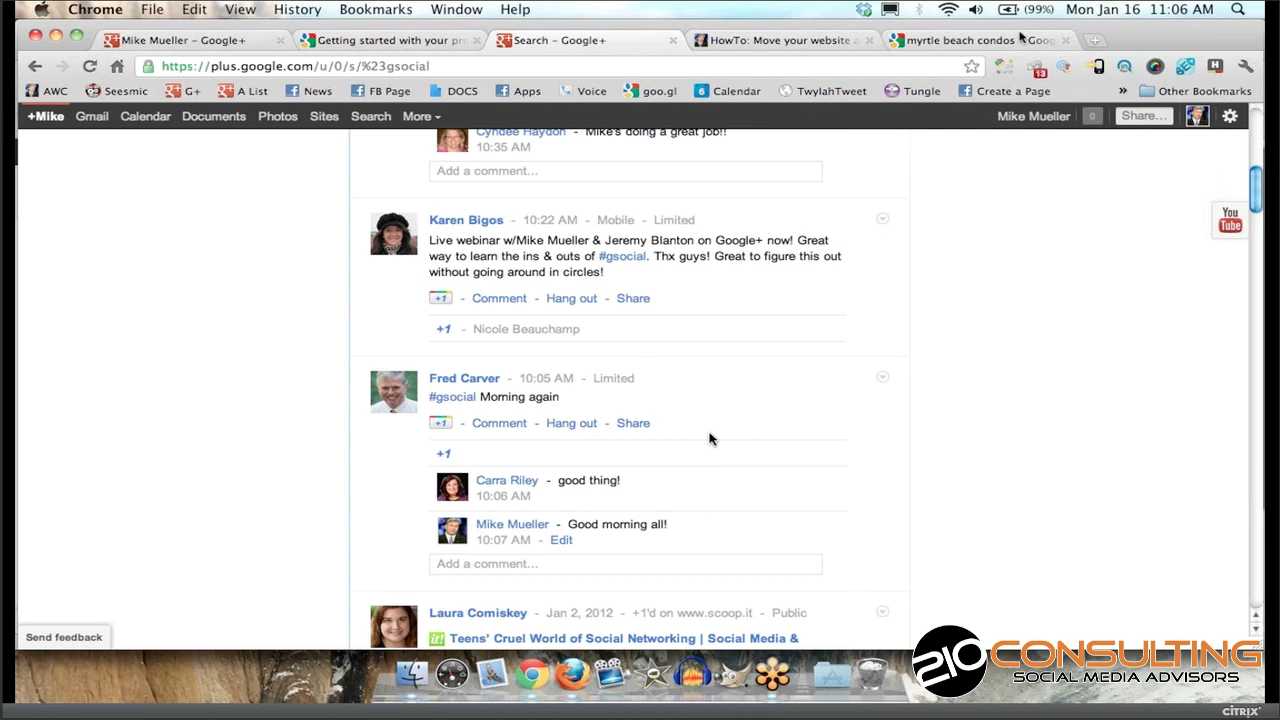 Chrome File Edit View History Bookmarks Window Help (99%) Mon Jan 16 11:06 AM
Mike Mueller - Google+ Getting started with your pre Search - Google+ HowTo: Move your website a myrtle beach condos - Goog
https://plus.google.com/u/0/s/%23gsocial 13
AWC Seesmic G+ A List News FB Page DOCS Apps Voice goo.gl Calendar TwylahTweet Tungle Create a Page » Other Bookmarks
+Mike Gmail Calendar Documents Photos Sites Search More Mike Mueller 0 Share...
Cyndee Haydon - Mike's doing a great job!!
10:35 AM
Add a comment...
Karen Bigos - 10:22 AM - Mobile - Limited
Live webinar w/Mike Mueller & Jeremy Blanton on Google+ now! Great
way to learn the ins & outs of #gsocial. Thx guys! Great to figure this out
without going around in circles!
+1 - Comment - Hang out - Share
+1 - Nicole Beauchamp
You
Tube
Fred Carver - 10:05 AM - Limited
#gsocial Morning again
+1 - Comment - Hang out - Share
+1
Carra Riley - good thing!
10:06 AM
Mike Mueller - Good morning all!
10:07 AM - Edit
Add a comment...
Laura Comiskey - Jan 2, 2012 - +1'd on www.scoop.it - Public
it! Teens' Cruel World of Social Networking | Social Media &
Send feedback
210 CONSULTING
SOCIAL MEDIA ADVISORS
CITRIX